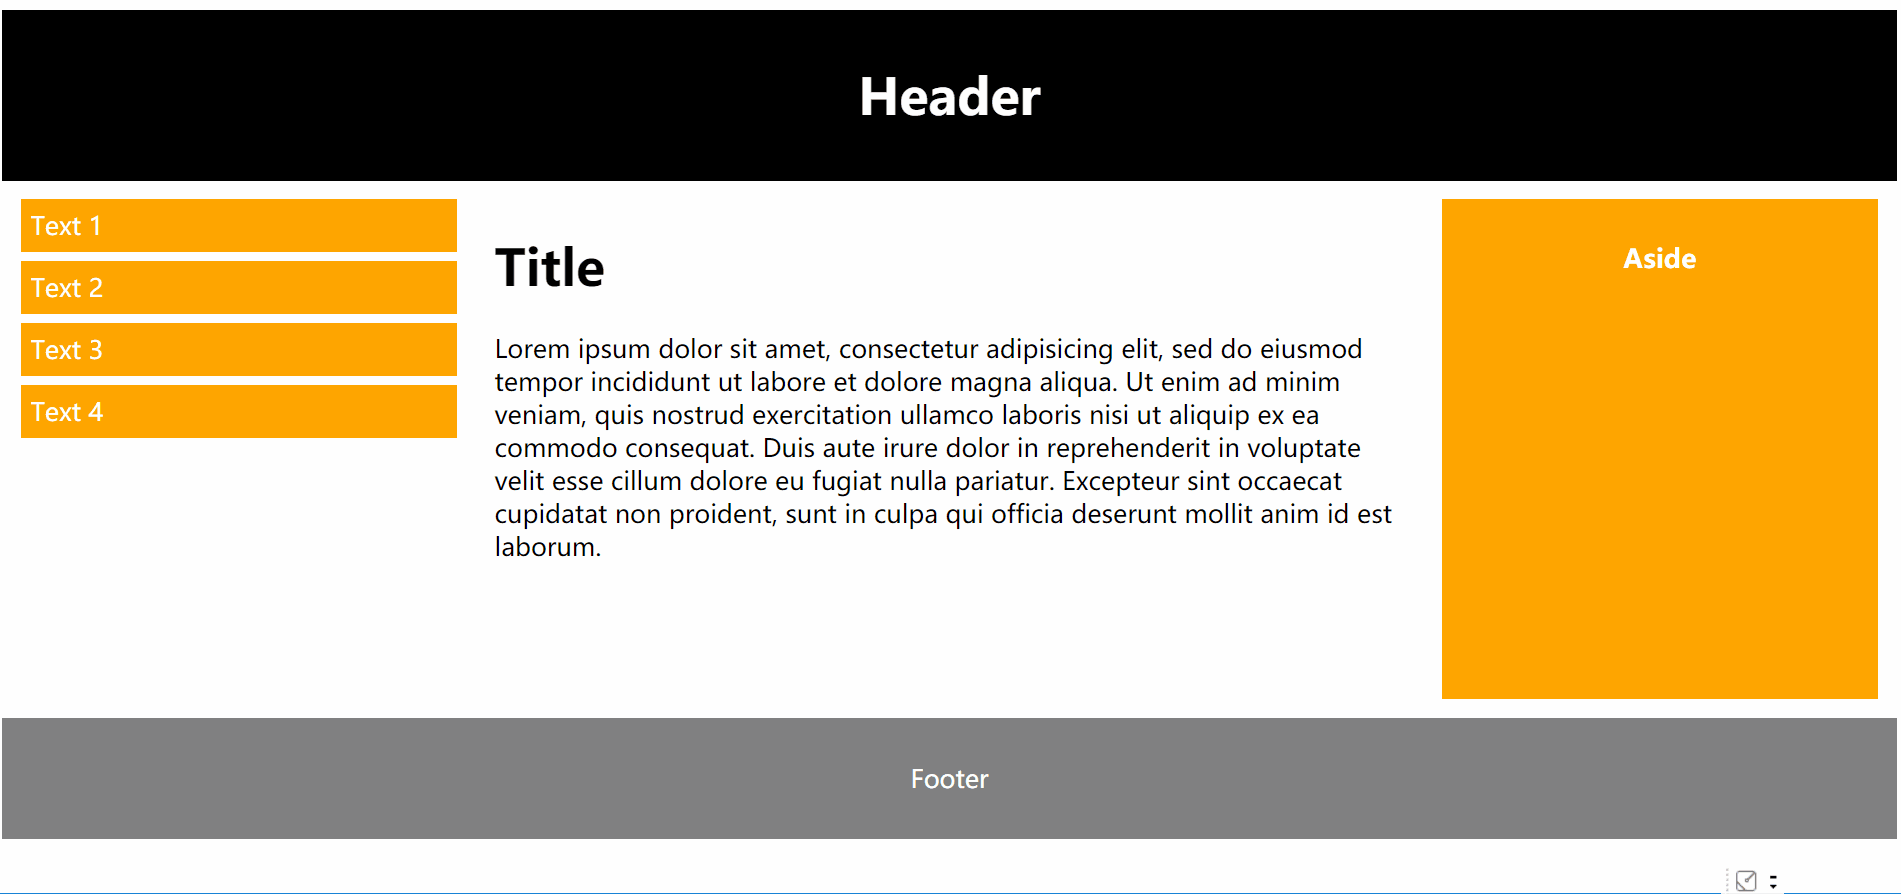 Header
Text 1
Text 2
Text 3
Text 4
Title
Lorem ipsum dolor sit amet, consectetur adipisicing elit, sed do eiusmod
tempor incididunt ut labore et dolore magna aliqua. Ut enim ad minim
veniam, quis nostrud exercitation ullamco laboris nisi ut aliquip ex ea
commodo consequat. Duis aute irure dolor in reprehenderit in voluptate
velit esse cillum dolore eu fugiat nulla pariatur. Excepteur sint occaecat
cupidatat non proident, sunt in culpa qui officia deserunt mollit anim id est
laborum.
Aside
Footer